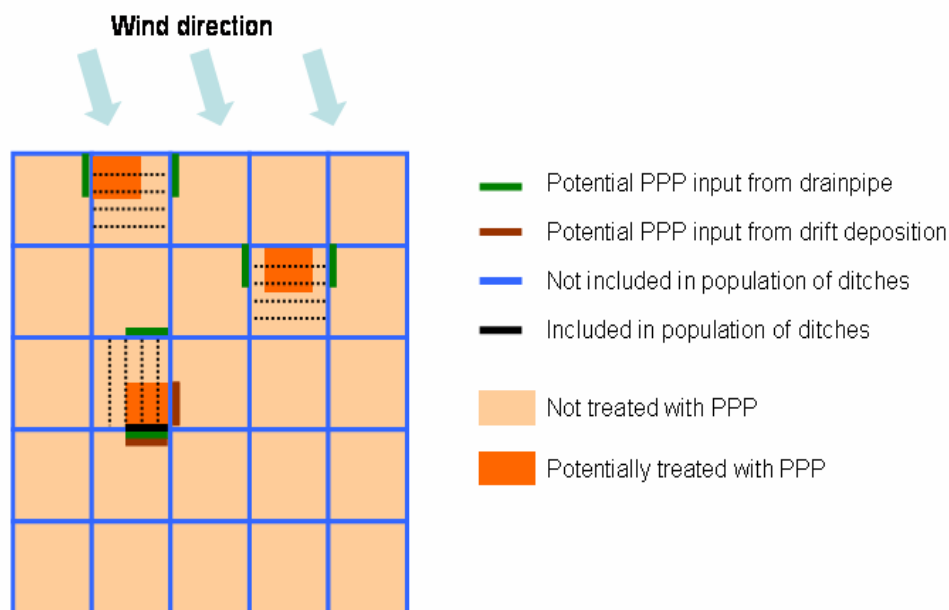 Wind direction
Potential PPP input from drainpipe
Potential PPP input from drift deposition
Not included in population of ditches
Included in population of ditches
Not treated with PPP
Potentially treated with PPP